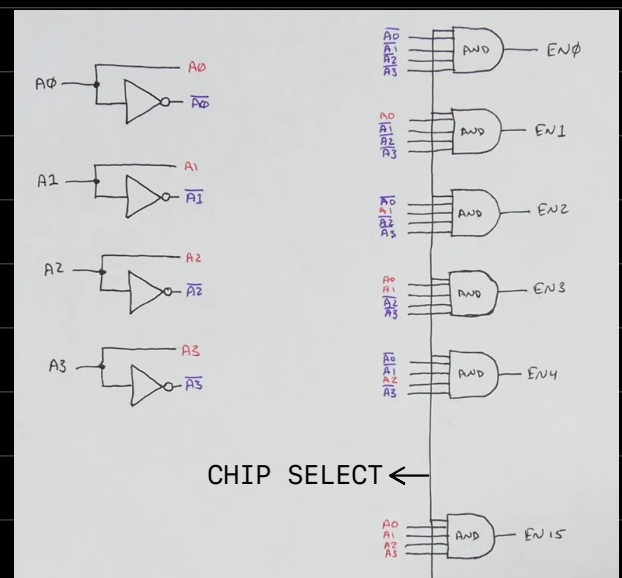 AØ
AØ
A̅Ø̅
A1
A1
A̅1̅
A2
A2
A̅2̅
A3
A3
A̅3̅
A̅0̅
A̅1̅
A̅2̅
A̅3̅
AND
ENØ
A0
A̅1̅
A̅2̅
A̅3̅
AND
EN1
A̅0̅
A1
A̅2̅
A̅3̅
AND
EN2
A0
A1
A̅2̅
A̅3̅
AND
EN3
A̅0̅
A̅1̅
A2
A̅3̅
AND
EN4
CHIP SELECT ←
A0
A1
A2
A3
AND
EN15